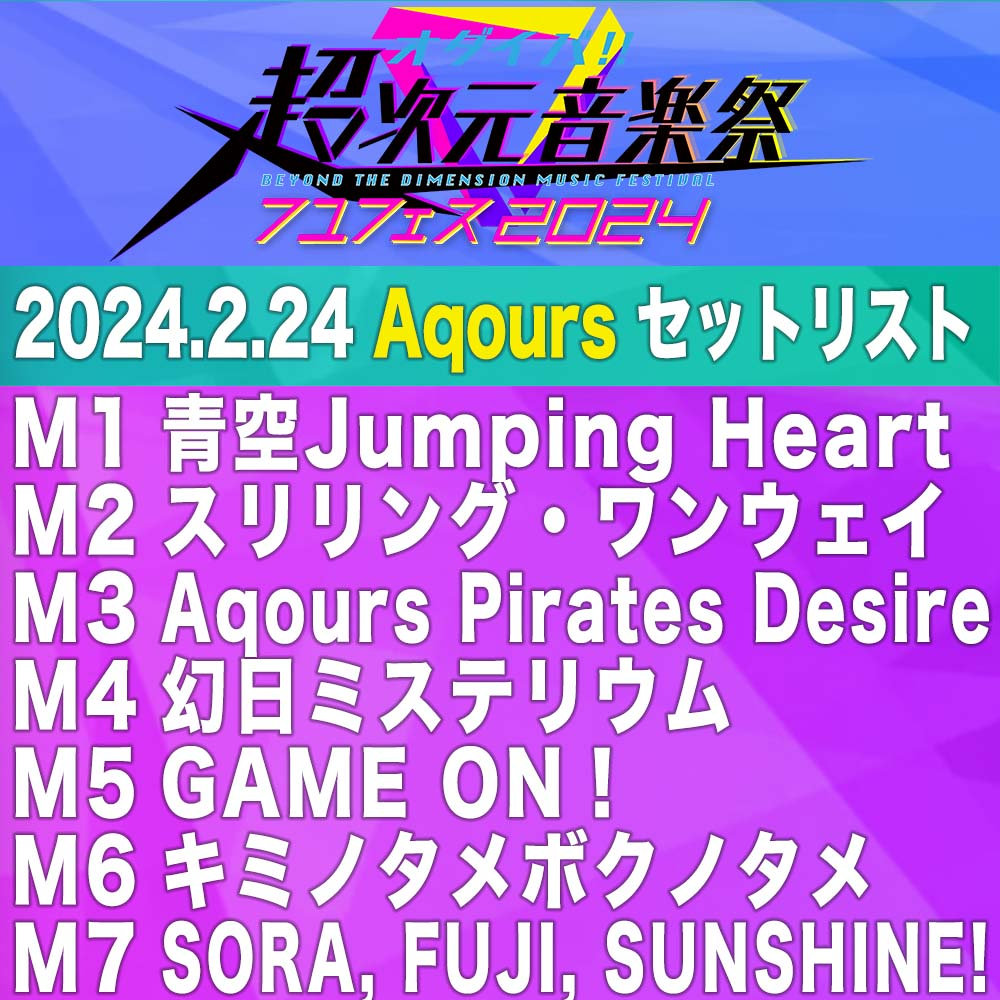 オダイバ!!
超次元音楽祭
BEYOND THE DIMENSION MUSIC FESTIVAL
フユフェス2024
2024.2.24 Aqours セットリスト
M1 青空Jumping Heart
M2 スリリング・ワンウェイ
M3 Aqours Pirates Desire
M4 幻日ミステリウム
M5 GAME ON！
M6 キミノタメボクノタメ
M7 SORA, FUJI, SUNSHINE!